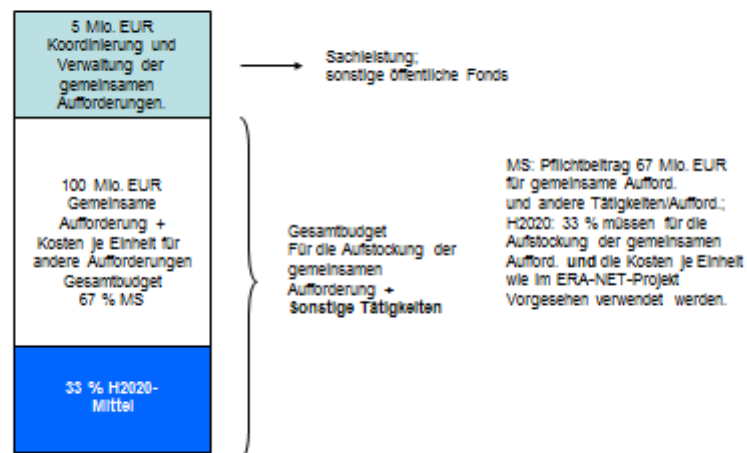 5 Mio. EUR
Koordinierung und
Verwaltung der
gemeinsamen
Aufforderungen.
Sachleistung;
sonstige öffentliche Fonds
100 Mio. EUR
Gemeinsame
Aufforderung +
Kosten je Einheit für
andere Aufforderungen
Gesamtbudget
67 % MS
Gesamtbudget
Für die Aufstockung der
gemeinsamen
Aufforderung +
Sonstige Tätigkeiten
MS: Pflichtbeitrag 67 Mio. EUR
für gemeinsame Aufford.
und andere Tätigkeiten/Aufford.;
H2020: 33 % müssen für die
Aufstockung der gemeinsamen
Aufford. und die Kosten je Einheit
wie im ERA-NET-Projekt
Vorgesehen verwendet werden.
33 % H2020-
Mittel